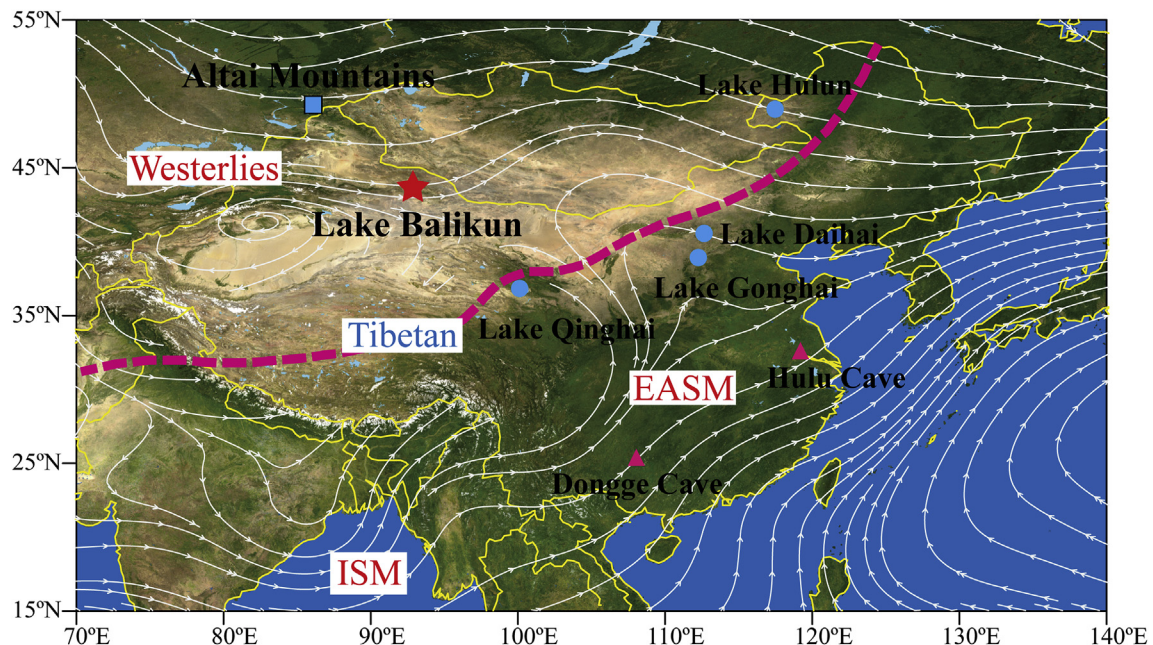 55ºN
Altai Mountains
Lake Hulun
45ºN
Westerlies
Lake Balikun
Lake Daihai
Lake Gonghai
35ºN
Tibetan
Lake Qinghai
Hulu Cave
EASM
25ºN
Dongge Cave
ISM
15ºN
70ºE
80ºE
90ºE
100ºE
110ºE
120ºE
130ºE
140ºE